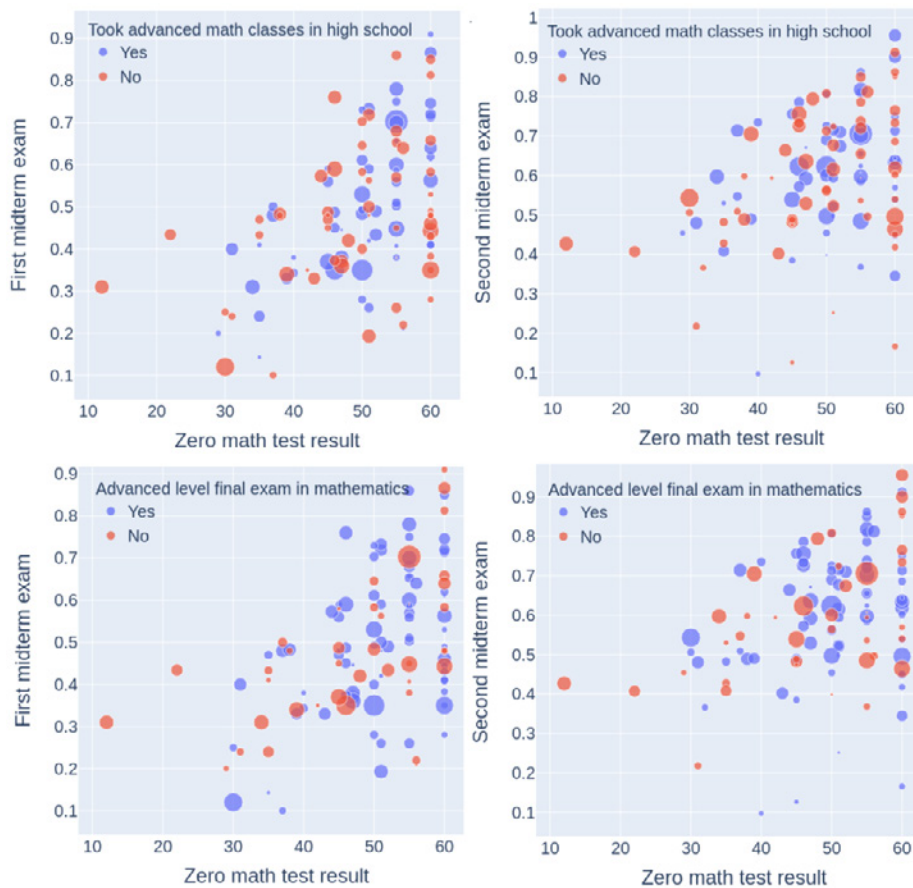 Took advanced math classes in high school
Yes
No
0.9
0.8
0.7
0.6
0.5
0.4
0.3
0.2
0.1
First midterm exam
10 20 30 40 50 60
Zero math test result
Took advanced math classes in high school
Yes
No
1
0.9
0.8
0.7
0.6
0.5
0.4
0.3
0.2
0.1
Second midterm exam
10 20 30 40 50 60
Zero math test result
Advanced level final exam in mathematics
Yes
No
0.9
0.8
0.7
0.6
0.5
0.4
0.3
0.2
0.1
First midterm exam
10 20 30 40 50 60
Zero math test result
Advanced level final exam in mathematics
Yes
No
0.9
0.8
0.7
0.6
0.5
0.4
0.3
0.2
0.1
Second midterm exam
10 20 30 40 50 60
Zero math test result